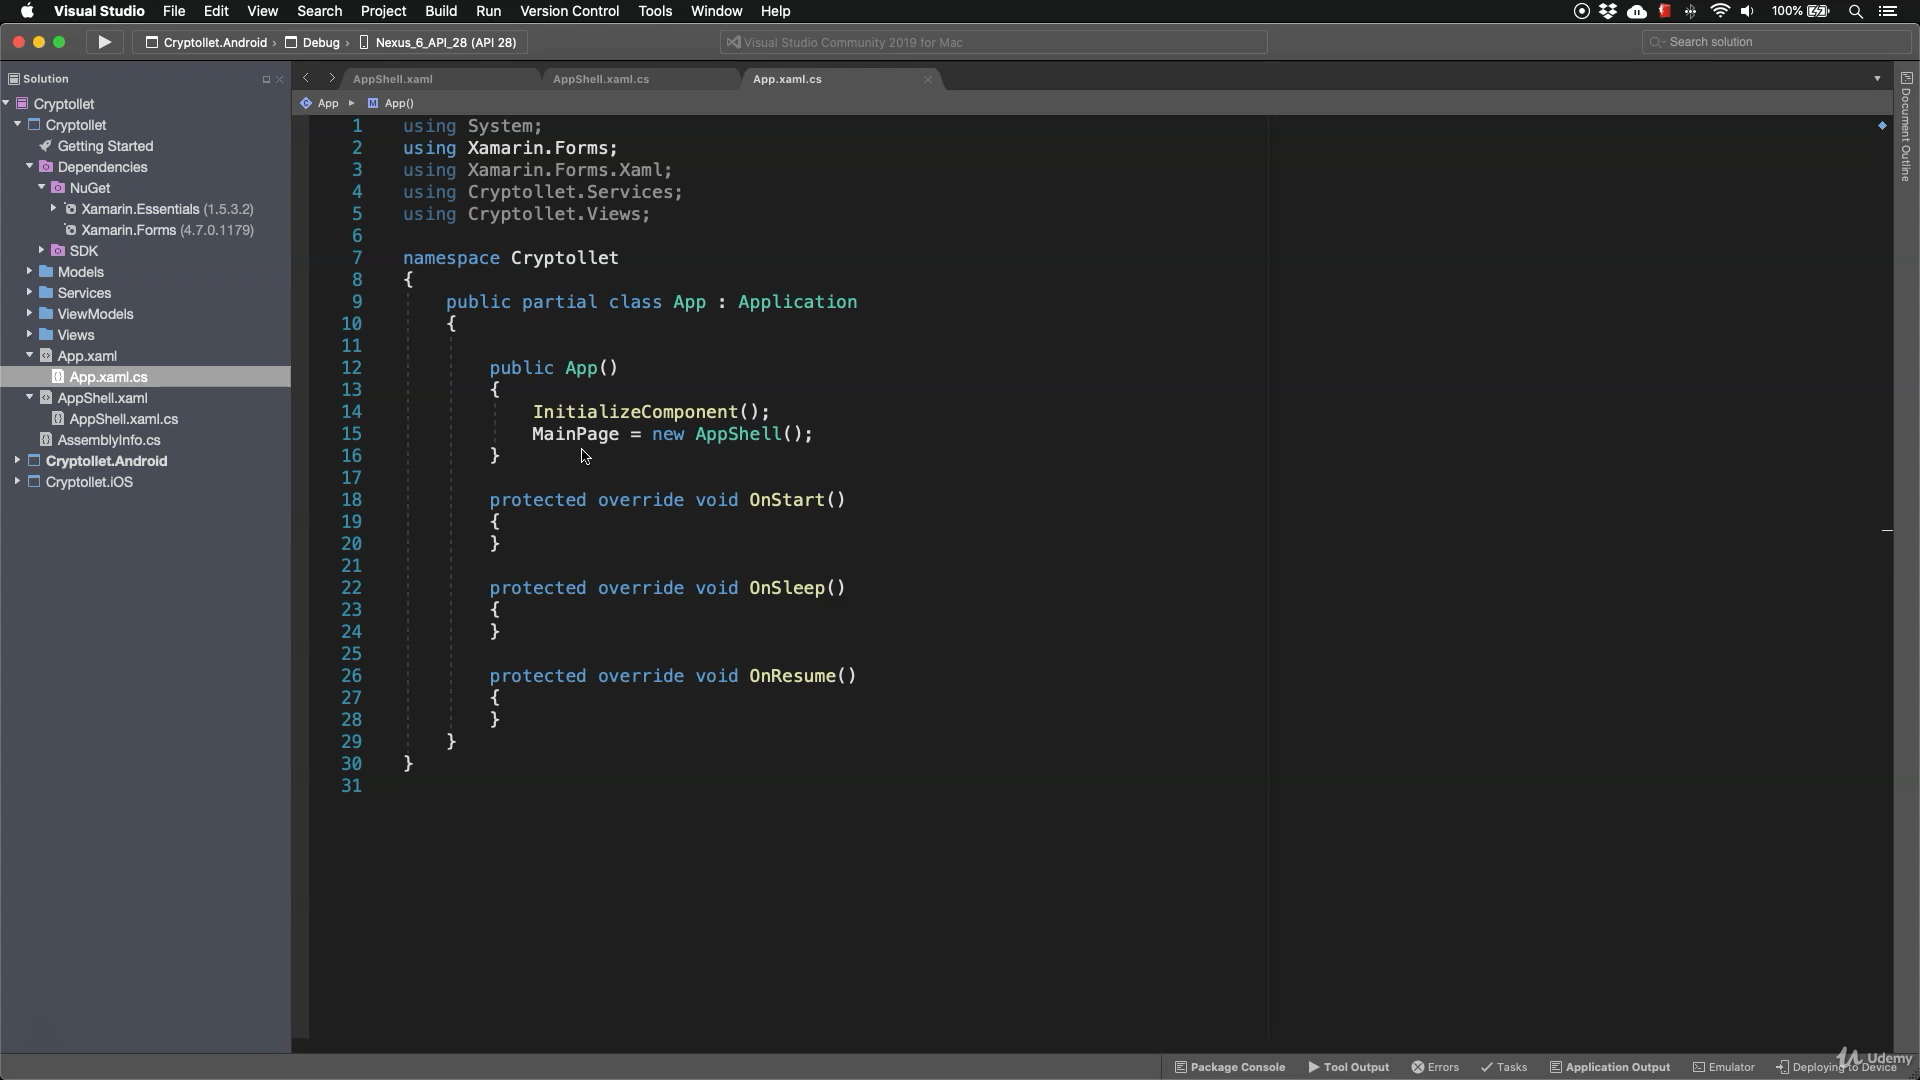 Visual Studio File Edit View Search Project Build Run Version Control Tools Window Help 100%
Cryptollet.Android › Debug › Nexus_6_API_28 (API 28) Visual Studio Community 2019 for Mac Search solution
Solution
Cryptollet
Cryptollet
Getting Started
Dependencies
NuGet
Xamarin.Essentials (1.5.3.2)
Xamarin.Forms (4.7.0.1179)
SDK
Models
Services
ViewModels
Views
App.xaml
App.xaml.cs
AppShell.xaml
AppShell.xaml.cs
AssemblyInfo.cs
Cryptollet.Android
Cryptollet.iOS
AppShell.xaml AppShell.xaml.cs App.xaml.cs
App App()
1 using System;
2 using Xamarin.Forms;
3 using Xamarin.Forms.Xaml;
4 using Cryptollet.Services;
5 using Cryptollet.Views;
6
7 namespace Cryptollet
8 {
9 public partial class App : Application
10 {
11
12 public App()
13 {
14 InitializeComponent();
15 MainPage = new AppShell();
16 }
17
18 protected override void OnStart()
19 {
20 }
21
22 protected override void OnSleep()
23 {
24 }
25
26 protected override void OnResume()
27 {
28 }
29 }
30 }
31
Document Outline
Package Console Tool Output Errors Tasks Application Output Emulator Deploying to Device
Udemy